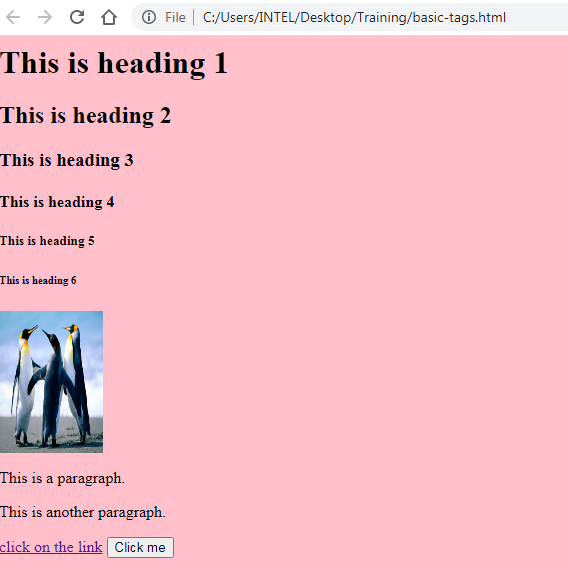 File C:/Users/INTEL/Desktop/Training/basic-tags.html
This is heading 1
This is heading 2
This is heading 3
This is heading 4
This is heading 5
This is heading 6
This is a paragraph.
This is another paragraph.
click on the link Click me